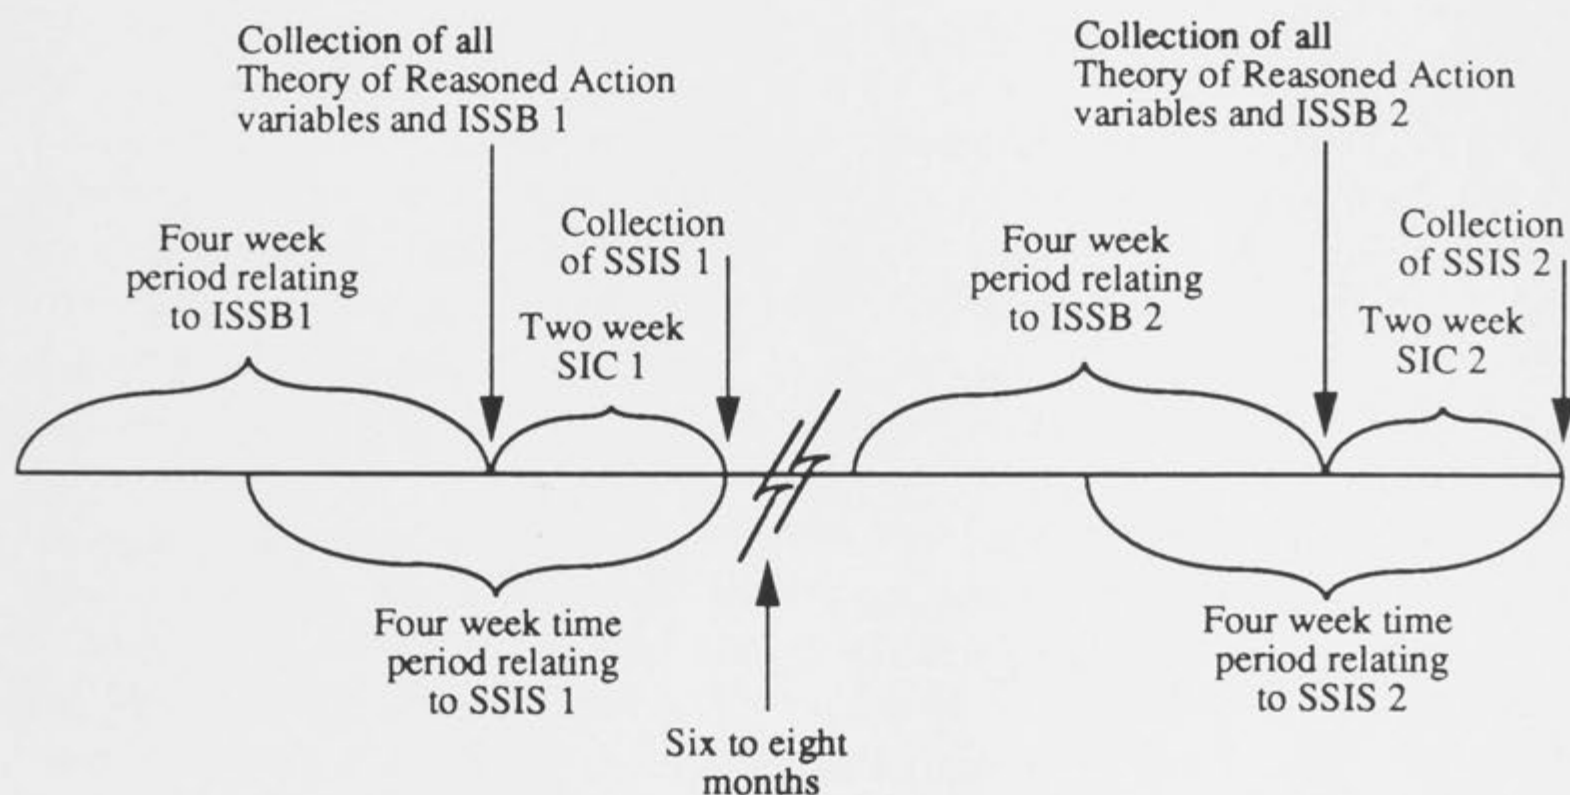 Collection of all
Theory of Reasoned Action
variables and ISSB 1
Collection of all
Theory of Reasoned Action
variables and ISSB 2
Four week
period relating
to ISSB1
Collection
of SSIS 1
Two week
SIC 1
Four week
period relating
to ISSB 2
Collection
of SSIS 2
Two week
SIC 2
Four week time
period relating
to SSIS 1
Six to eight
months
Four week time
period relating
to SSIS 2